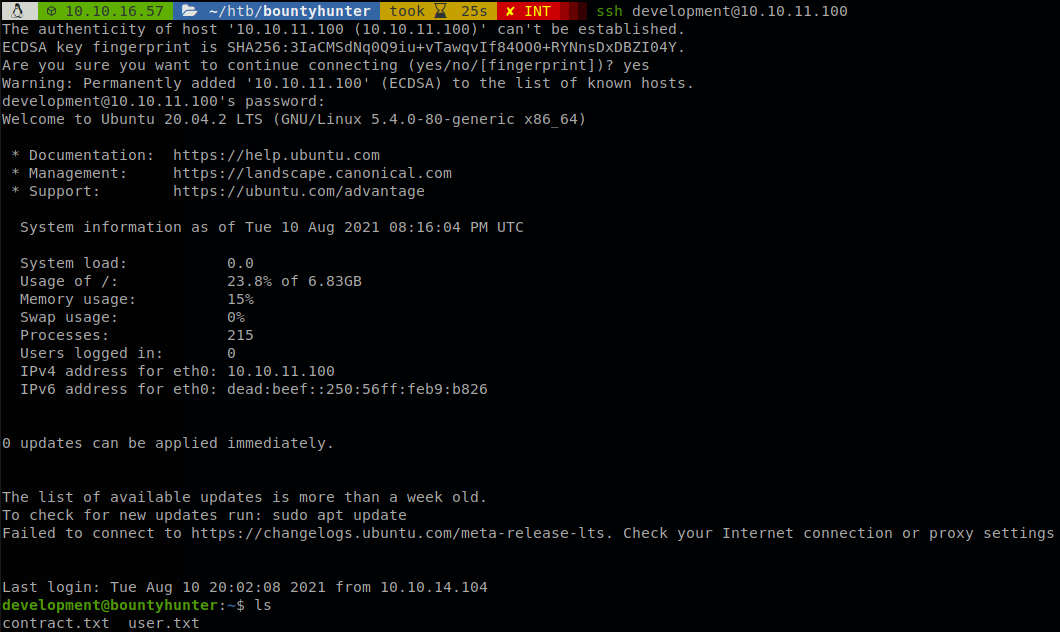 10.10.16.57 ~/htb/bountyhunter took 25s ✘ INT ssh development@10.10.11.100
The authenticity of host '10.10.11.100 (10.10.11.100)' can't be established.
ECDSA key fingerprint is SHA256:3IaCMSdNq0Q9iu+vTawqvIf84OO0+RYNnsDxDBZI04Y.
Are you sure you want to continue connecting (yes/no/[fingerprint])? yes
Warning: Permanently added '10.10.11.100' (ECDSA) to the list of known hosts.
development@10.10.11.100's password:
Welcome to Ubuntu 20.04.2 LTS (GNU/Linux 5.4.0-80-generic x86_64)
* Documentation:  https://help.ubuntu.com
* Management:     https://landscape.canonical.com
* Support:        https://ubuntu.com/advantage
System information as of Tue 10 Aug 2021 08:16:04 PM UTC
System load:           0.0
Usage of /:            23.8% of 6.83GB
Memory usage:          15%
Swap usage:            0%
Processes:             215
Users logged in:       0
IPv4 address for eth0: 10.10.11.100
IPv6 address for eth0: dead:beef::250:56ff:feb9:b826
0 updates can be applied immediately.
The list of available updates is more than a week old.
To check for new updates run: sudo apt update
Failed to connect to https://changelogs.ubuntu.com/meta-release-lts. Check your Internet connection or proxy settings
Last login: Tue Aug 10 20:02:08 2021 from 10.10.14.104
development@bountyhunter:~$ ls
contract.txt  user.txt